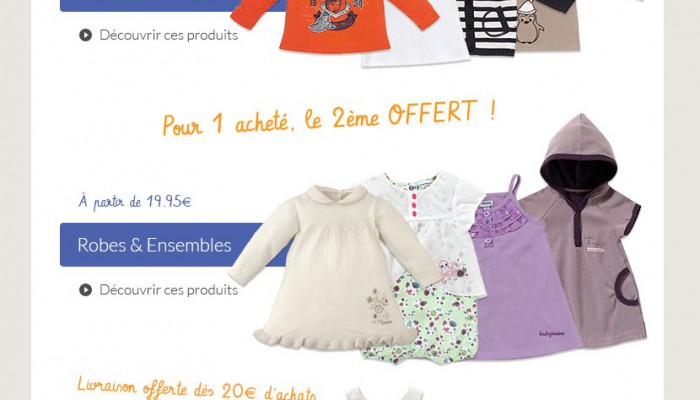 Découvrir ces produits
Pour 1 acheté, le 2ème OFFERT !
À partir de 19.95€
Robes & Ensembles
Découvrir ces produits
Livraison offerte dès 20€ d'achats